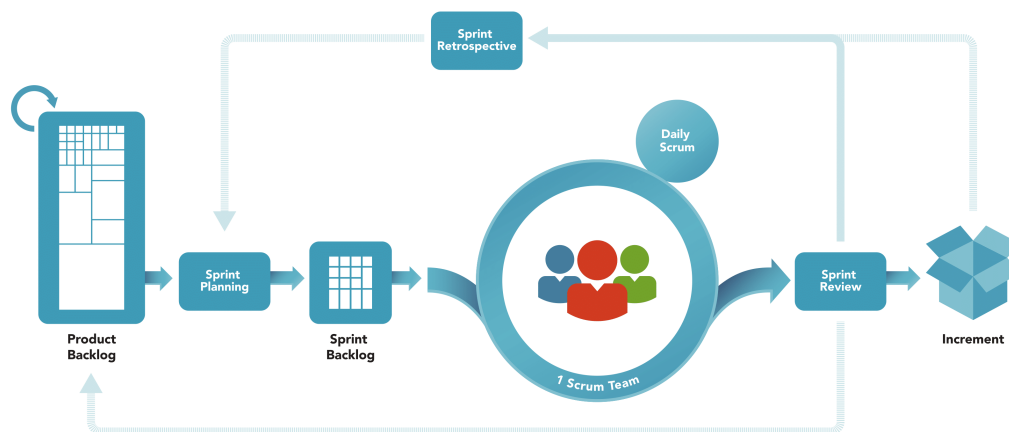 Sprint
Retrospective
Daily
Scrum
Sprint
Planning
Sprint
Review
Product
Backlog
Sprint
Backlog
1 Scrum Team
Increment